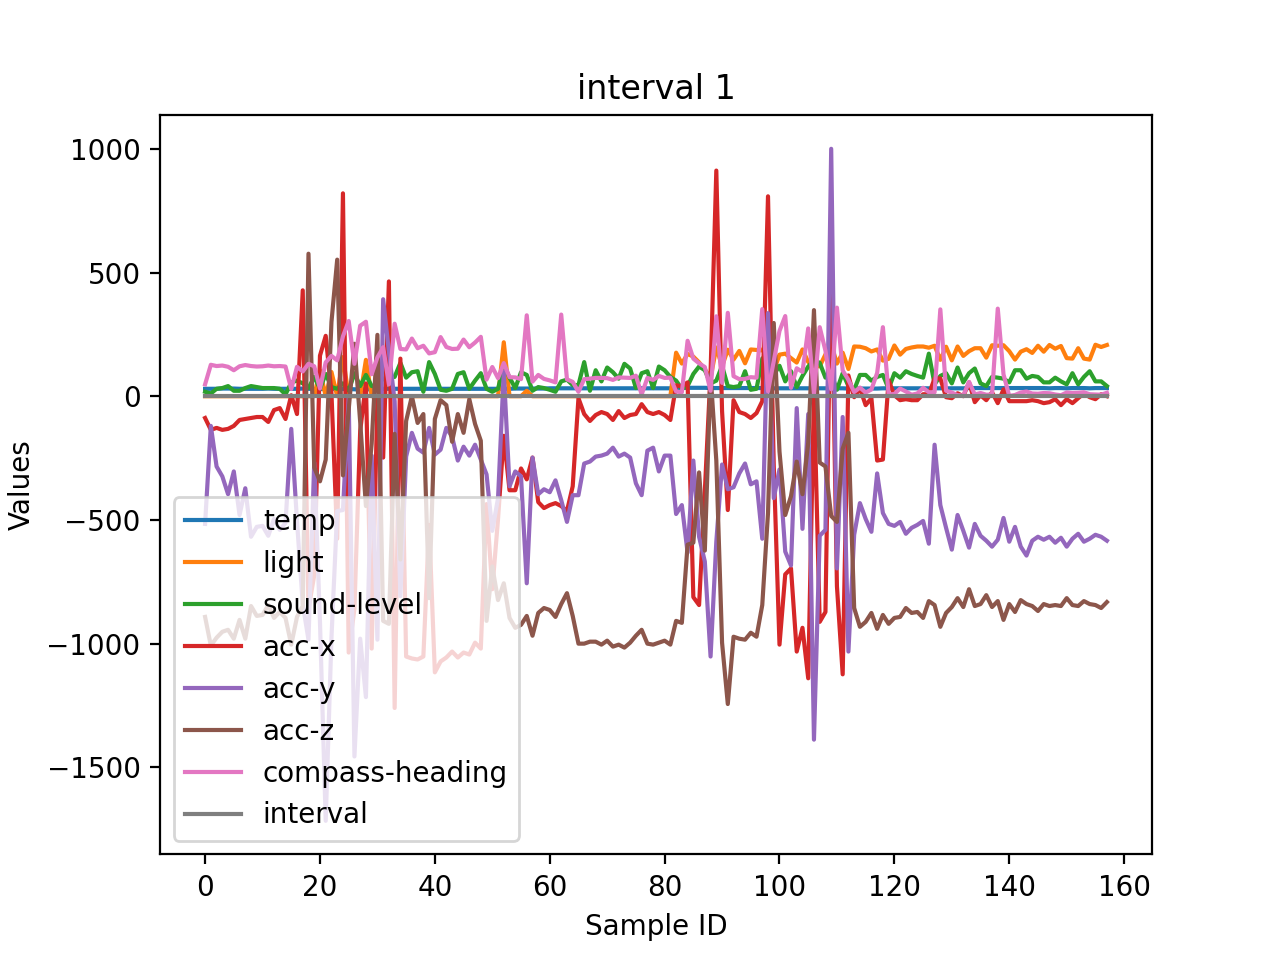 interval 1
1000
500
0
−500
−1000
−1500
Values
temp
light
sound-level
acc-x
acc-y
acc-z
compass-heading
interval
0 20 40 60 80 100 120 140 160
Sample ID